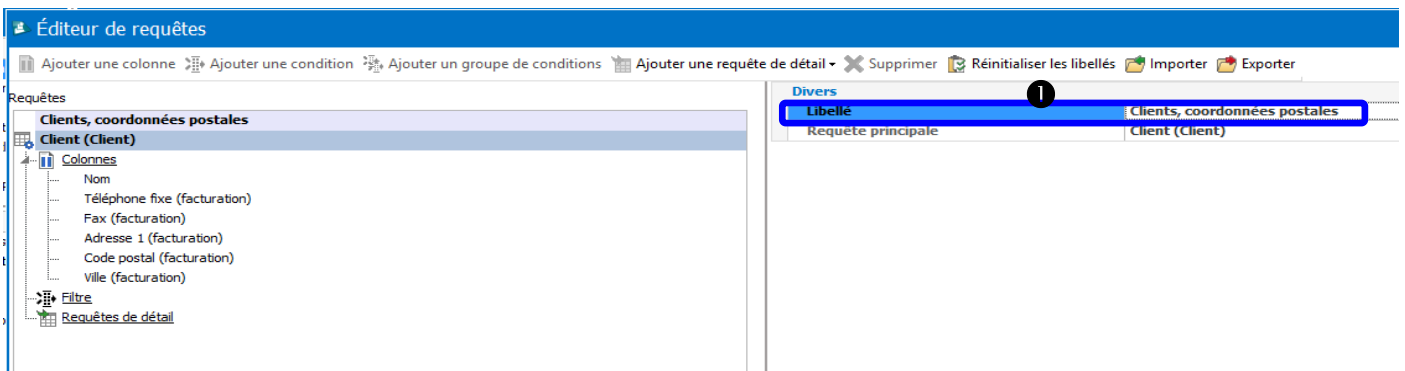 Éditeur de requêtes
Ajouter une colonne Ajouter une condition Ajouter un groupe de conditions Ajouter une requête de détail Supprimer Réinitialiser les libellés Importer Exporter
Requêtes
Clients, coordonnées postales
Client (Client)
Colonnes
Nom
Téléphone fixe (facturation)
Fax (facturation)
Adresse 1 (facturation)
Code postal (facturation)
Ville (facturation)
Filtre
Requêtes de détail
Divers
1
Libellé Clients, coordonnées postales
Requête principale Client (Client)